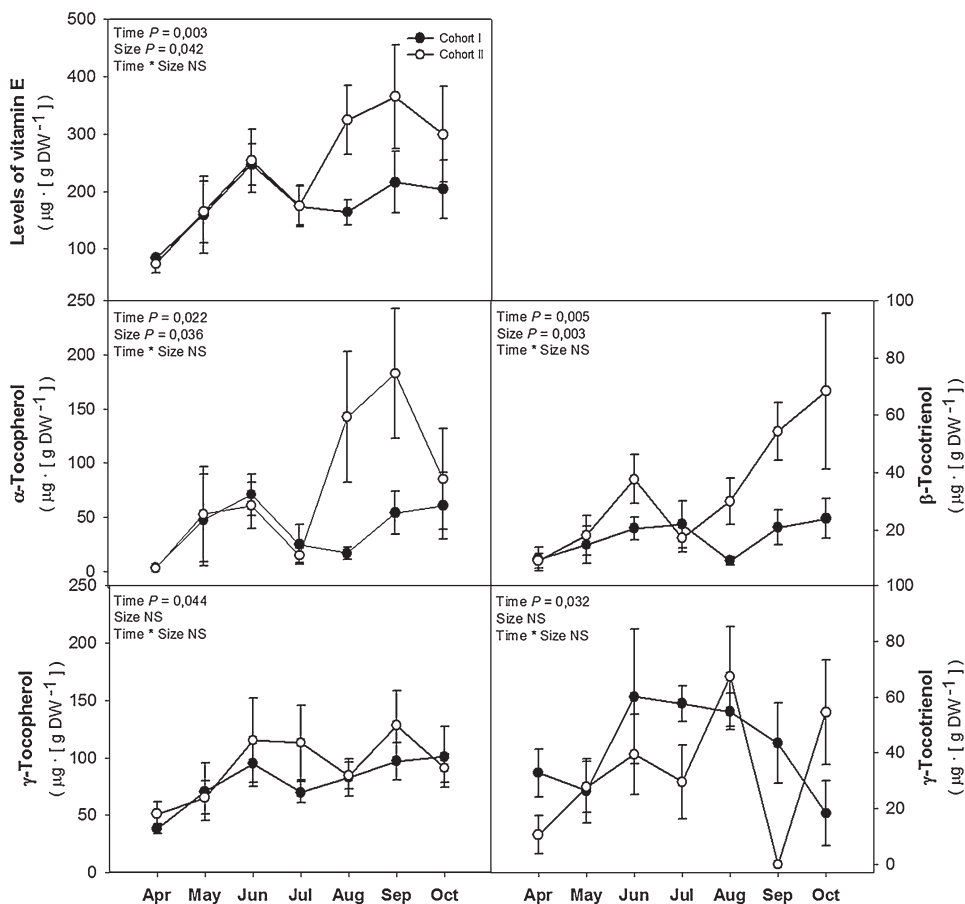 500
400
300
200
100
Levels of vitamin E
( µg · [ g DW⁻¹ ])
Time P = 0,003
Size P = 0,042
Time * Size NS
Cohort I
Cohort II
250
200
150
100
50
0
α-Tocopherol
( µg · [ g DW⁻¹ ])
Time P = 0,022
Size P = 0,036
Time * Size NS
Time P = 0,005
Size P = 0,003
Time * Size NS
100
80
60
40
20
β-Tocotrienol
( µg · [ g DW⁻¹ ])
250
200
150
100
50
0
γ-Tocopherol
( µg · [ g DW⁻¹ ])
Time P = 0,044
Size NS
Time * Size NS
Time P = 0,032
Size NS
Time * Size NS
100
80
60
40
20
0
γ-Tocotrienol
( µg · [ g DW⁻¹ ])
Apr May Jun Jul Aug Sep Oct
Apr May Jun Jul Aug Sep Oct